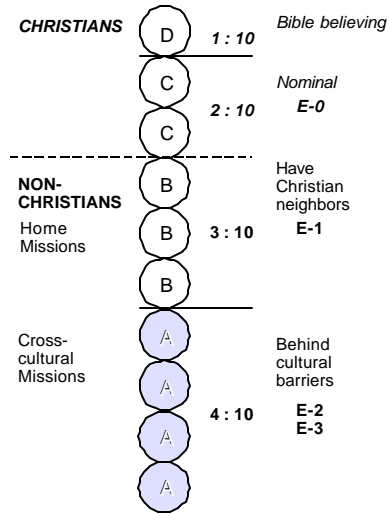 CHRISTIANS
D
1 : 10
Bible believing
C
2 : 10
Nominal
E-0
C
NON-
CHRISTIANS
Home
Missions
B
B
B
3 : 10
Have
Christian
neighbors
E-1
Cross-
cultural
Missions
A
A
A
A
4 : 10
Behind
cultural
barriers
E-2
E-3